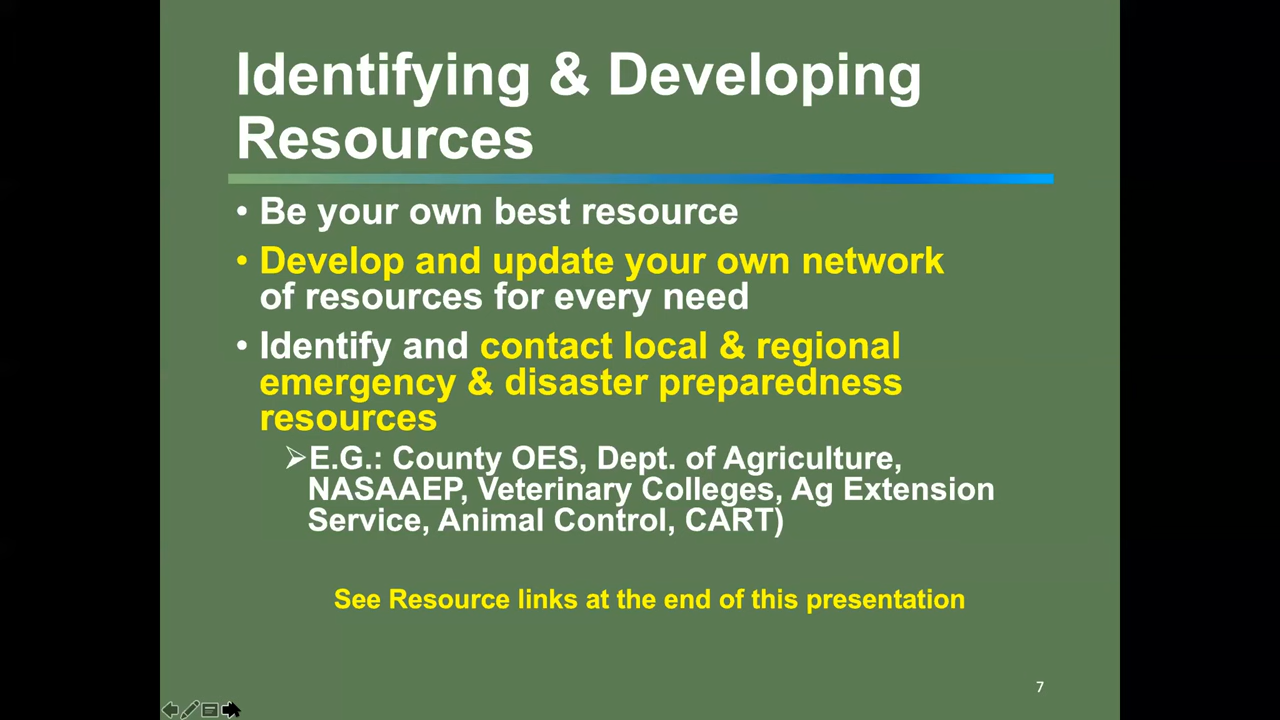 Identifying & Developing
Resources
• Be your own best resource
• Develop and update your own network
of resources for every need
• Identify and contact local & regional
emergency & disaster preparedness
resources
➢E.G.: County OES, Dept. of Agriculture,
NASAAEP, Veterinary Colleges, Ag Extension
Service, Animal Control, CART)
See Resource links at the end of this presentation
7